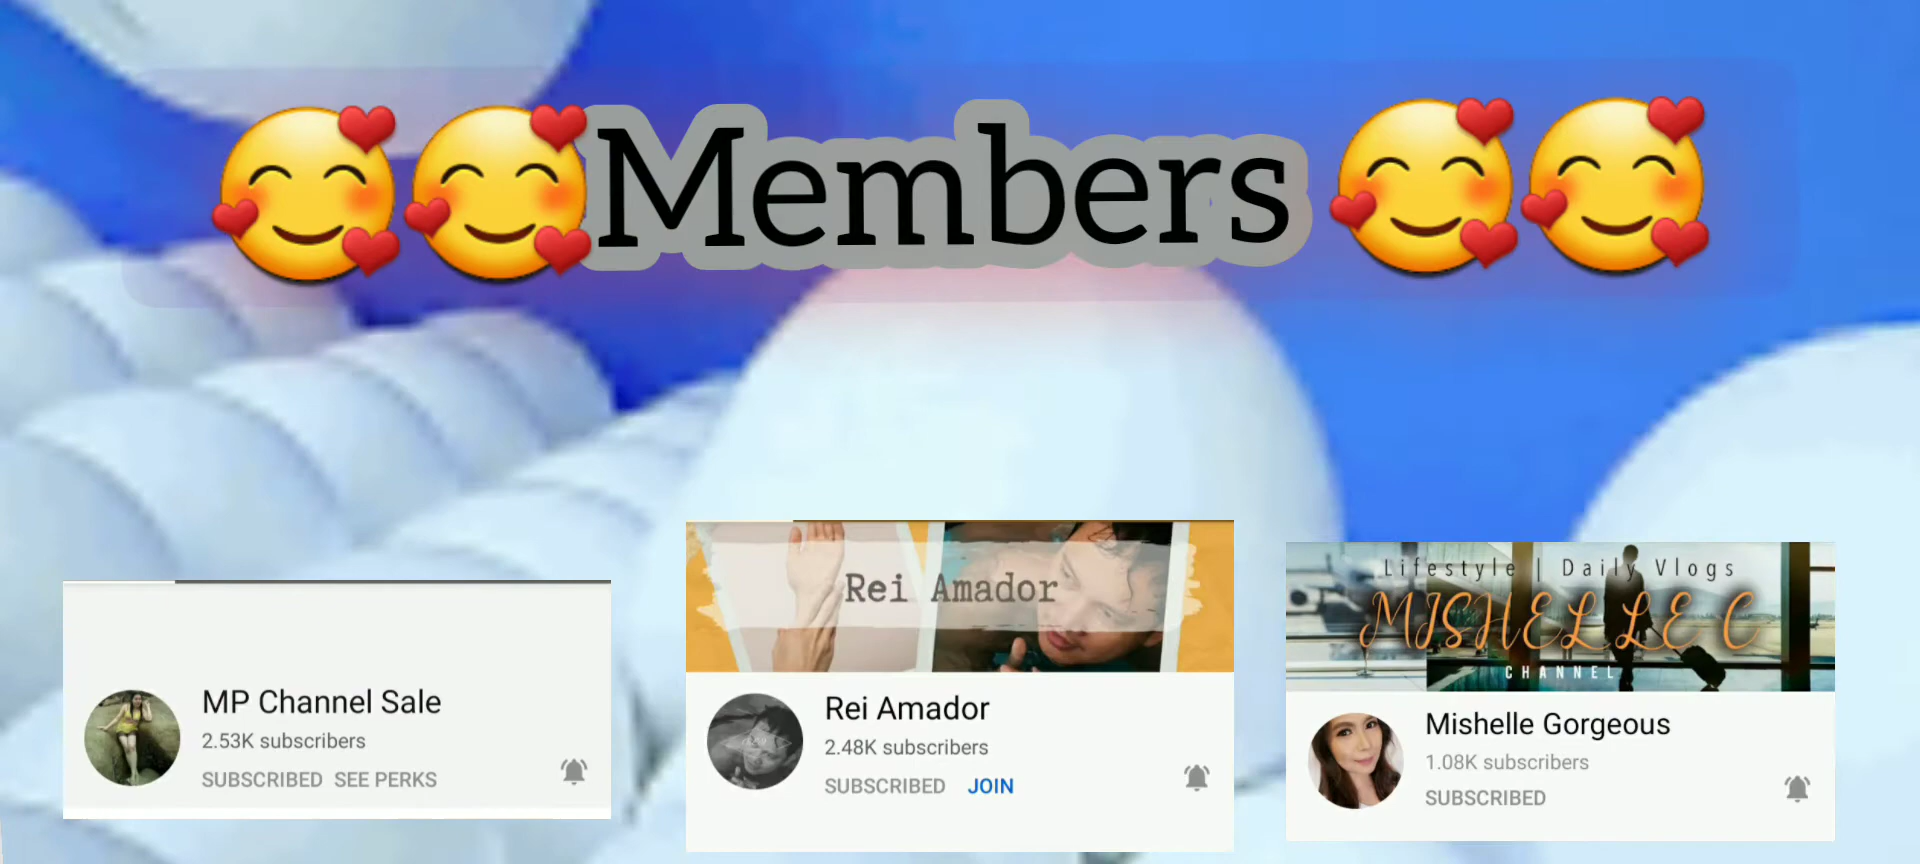 Members
MP Channel Sale
2.53K subscribers
SUBSCRIBED SEE PERKS
Rei Amador
Rei Amador
2.48K subscribers
SUBSCRIBED JOIN
Lifestyle | Daily Vlogs
MISHELLE C
CHANNEL
Mishelle Gorgeous
1.08K subscribers
SUBSCRIBED